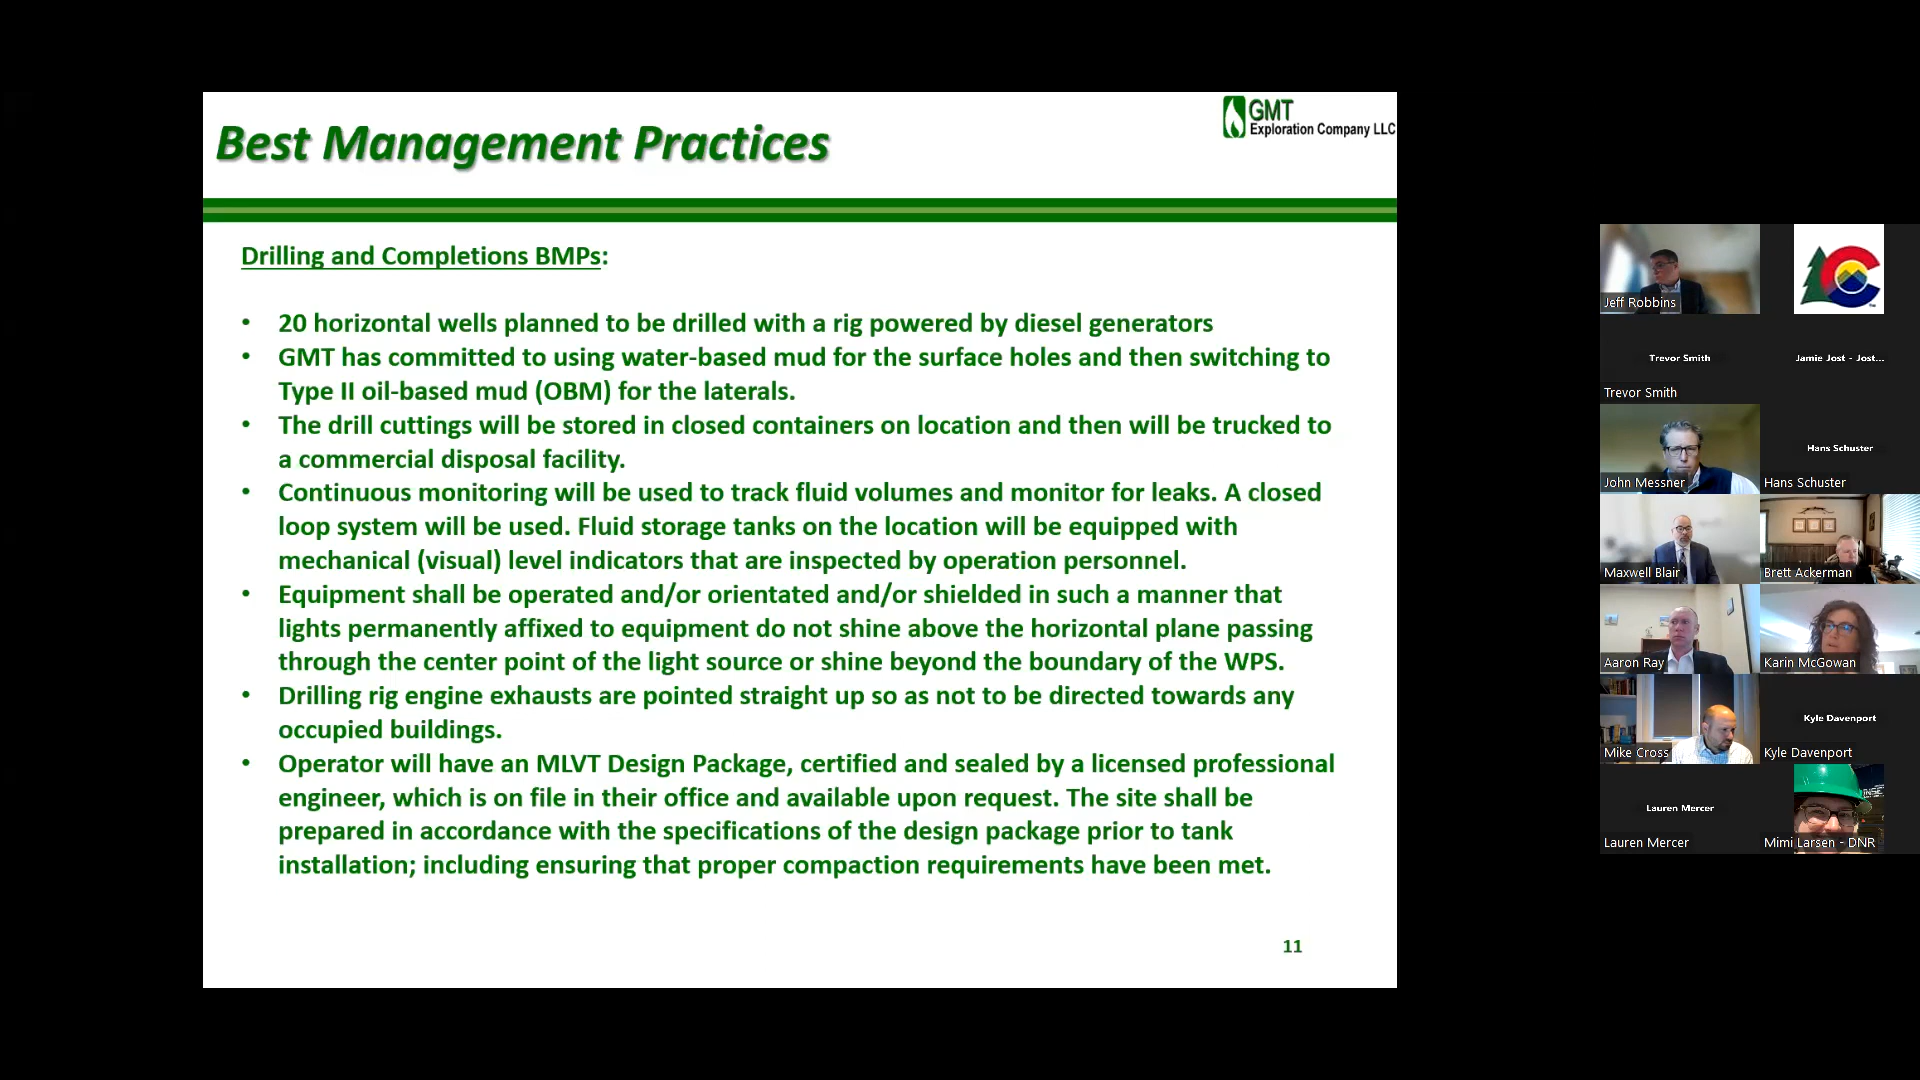 Best Management Practices
GMT
Exploration Company LLC
Drilling and Completions BMPs:
• 20 horizontal wells planned to be drilled with a rig powered by diesel generators
• GMT has committed to using water-based mud for the surface holes and then switching to
Type II oil-based mud (OBM) for the laterals.
• The drill cuttings will be stored in closed containers on location and then will be trucked to
a commercial disposal facility.
• Continuous monitoring will be used to track fluid volumes and monitor for leaks. A closed
loop system will be used. Fluid storage tanks on the location will be equipped with
mechanical (visual) level indicators that are inspected by operation personnel.
• Equipment shall be operated and/or orientated and/or shielded in such a manner that
lights permanently affixed to equipment do not shine above the horizontal plane passing
through the center point of the light source or shine beyond the boundary of the WPS.
• Drilling rig engine exhausts are pointed straight up so as not to be directed towards any
occupied buildings.
• Operator will have an MLVT Design Package, certified and sealed by a licensed professional
engineer, which is on file in their office and available upon request. The site shall be
prepared in accordance with the specifications of the design package prior to tank
installation; including ensuring that proper compaction requirements have been met.
11
Jeff Robbins
Trevor Smith
Trevor Smith
Jamie Jost - Jost...
John Messner
Hans Schuster
Hans Schuster
Maxwell Blair
Brett Ackerman
Aaron Ray
Karin McGowan
Mike Cross
Kyle Davenport
Kyle Davenport
Lauren Mercer
Lauren Mercer
Mimi Larsen - DNR